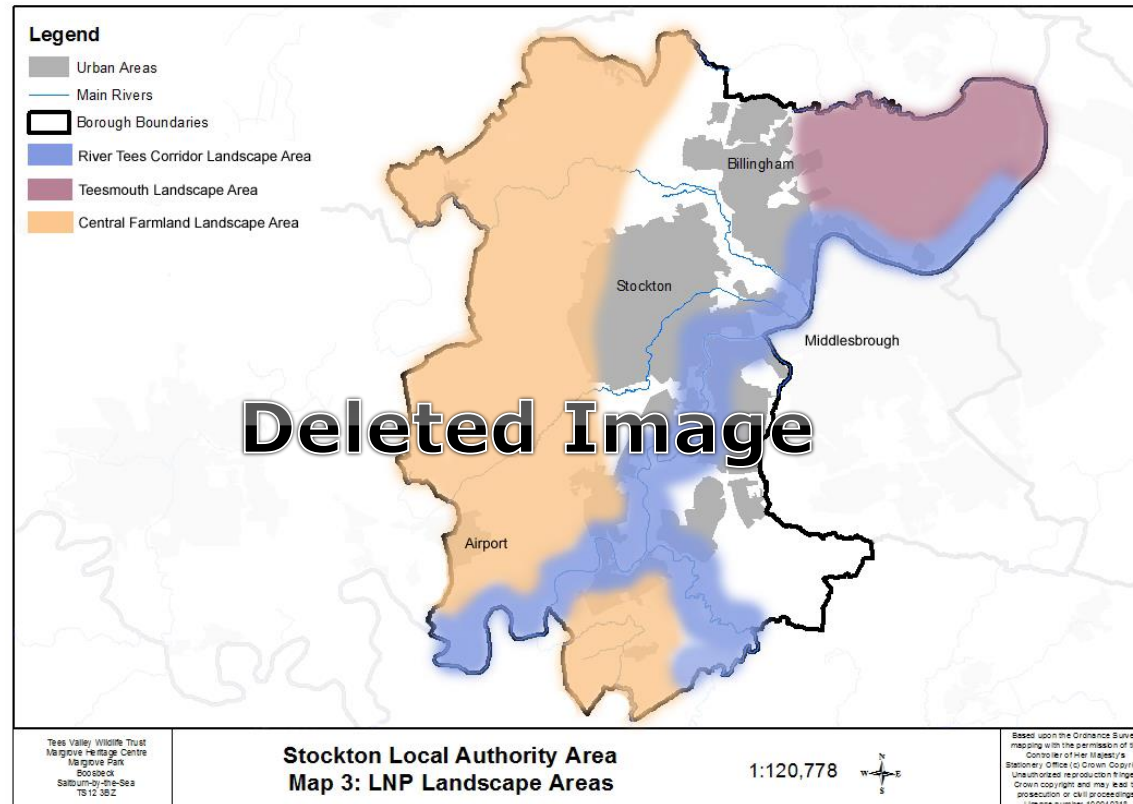 Legend
Urban Areas
Main Rivers
Borough Boundaries
River Tees Corridor Landscape Area
Teesmouth Landscape Area
Central Farmland Landscape Area
Billingham
Stockton
Middlesbrough
Deleted Image
Airport
Tees Valley Wildlife Trust
Margrove Heritage Centre
Margrove Park
Boosbeck
Saltburn-by-the-Sea
TS12 3BZ
Stockton Local Authority Area
Map 3: LNP Landscape Areas
1:120,778
N
W E
S
Based upon the Ordnance Surve
mapping with the permission of t
Controller of Her Majesty's
Stationery Office (c) Crown Copyri
Unauthorized reproduction fringe
Crown copyright and may lead t
prosecution or civil proceedings